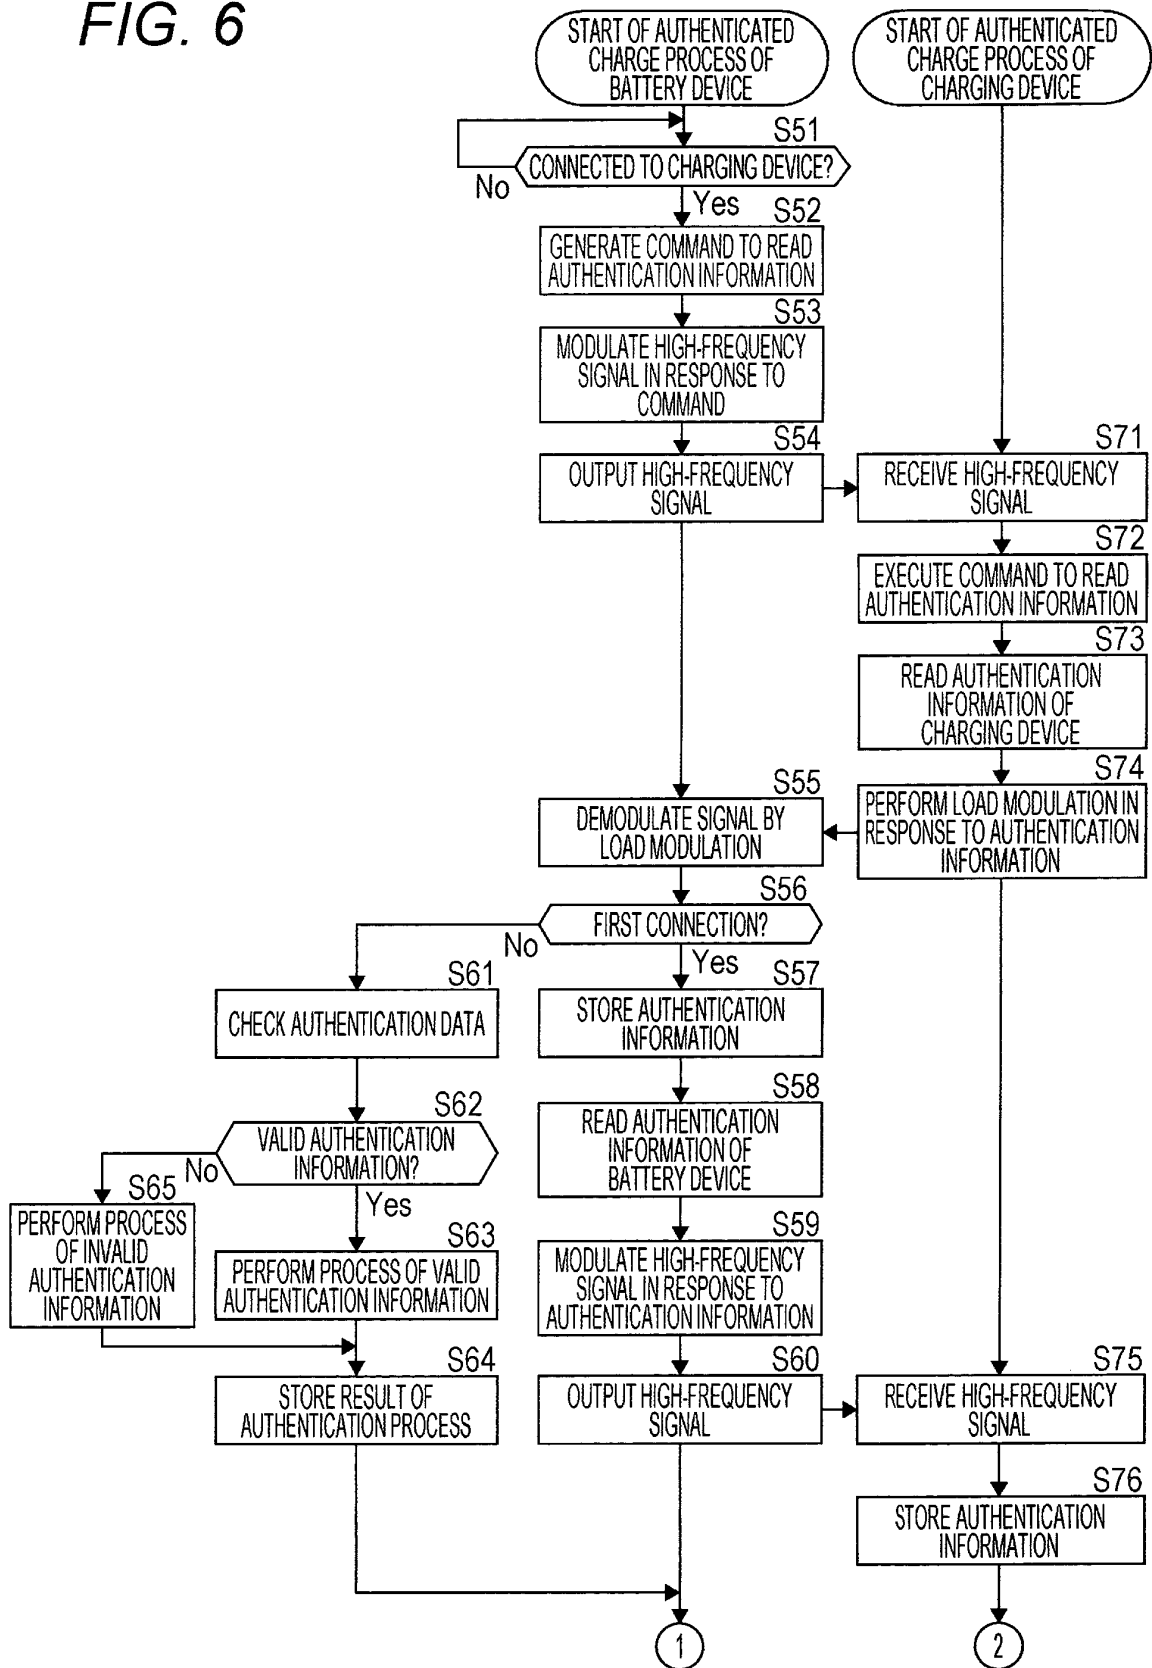 FIG. 6
START OF AUTHENTICATED
CHARGE PROCESS OF
BATTERY DEVICE
START OF AUTHENTICATED
CHARGE PROCESS OF
CHARGING DEVICE
S51
CONNECTED TO CHARGING DEVICE?
No
Yes
S52
GENERATE COMMAND TO READ
AUTHENTICATION INFORMATION
S53
MODULATE HIGH-FREQUENCY
SIGNAL IN RESPONSE TO
COMMAND
S54
OUTPUT HIGH-FREQUENCY
SIGNAL
S71
RECEIVE HIGH-FREQUENCY
SIGNAL
S72
EXECUTE COMMAND TO READ
AUTHENTICATION INFORMATION
S73
READ AUTHENTICATION
INFORMATION OF
CHARGING DEVICE
S74
PERFORM LOAD MODULATION IN
RESPONSE TO AUTHENTICATION
INFORMATION
S55
DEMODULATE SIGNAL BY
LOAD MODULATION
S56
FIRST CONNECTION?
No
Yes
S61
CHECK AUTHENTICATION DATA
S57
STORE AUTHENTICATION
INFORMATION
S62
VALID AUTHENTICATION
INFORMATION?
No
Yes
S58
READ AUTHENTICATION
INFORMATION OF
BATTERY DEVICE
S65
PERFORM PROCESS
OF INVALID
AUTHENTICATION
INFORMATION
S63
PERFORM PROCESS OF VALID
AUTHENTICATION INFORMATION
S59
MODULATE HIGH-FREQUENCY
SIGNAL IN RESPONSE TO
AUTHENTICATION INFORMATION
S64
STORE RESULT OF
AUTHENTICATION PROCESS
S60
OUTPUT HIGH-FREQUENCY
SIGNAL
S75
RECEIVE HIGH-FREQUENCY
SIGNAL
S76
STORE AUTHENTICATION
INFORMATION
1
2